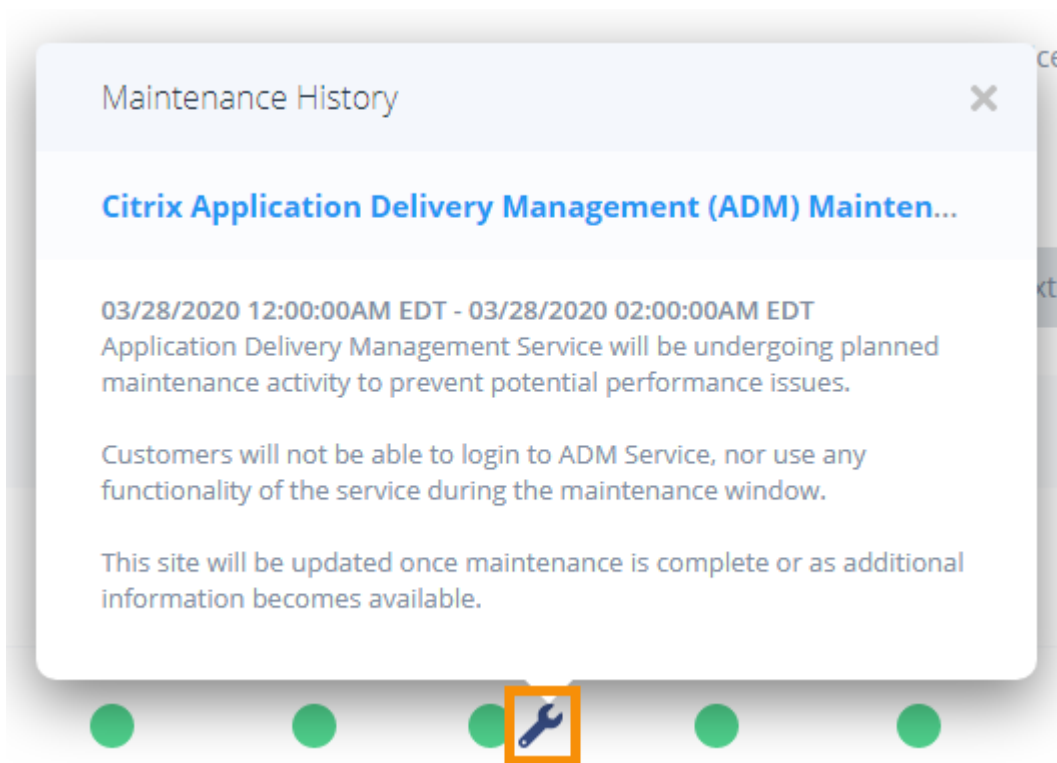 Maintenance History
Citrix Application Delivery Management (ADM) Mainten...
03/28/2020 12:00:00AM EDT - 03/28/2020 02:00:00AM EDT
Application Delivery Management Service will be undergoing planned
maintenance activity to prevent potential performance issues.
Customers will not be able to login to ADM Service, nor use any
functionality of the service during the maintenance window.
This site will be updated once maintenance is complete or as additional
information becomes available.